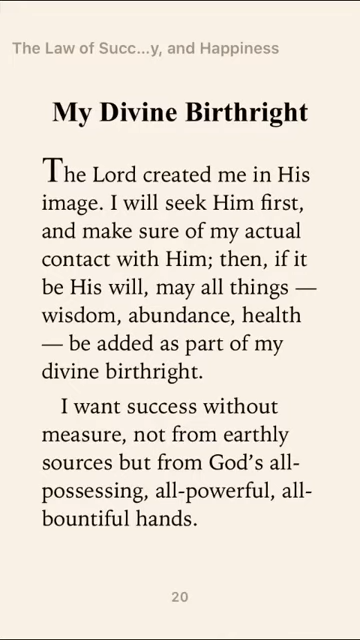 The Law of Succ...y, and Happiness
My Divine Birthright
The Lord created me in His
image. I will seek Him first,
and make sure of my actual
contact with Him; then, if it
be His will, may all things —
wisdom, abundance, health
— be added as part of my
divine birthright.
I want success without
measure, not from earthly
sources but from God’s all-
possessing, all-powerful, all-
bountiful hands.
20